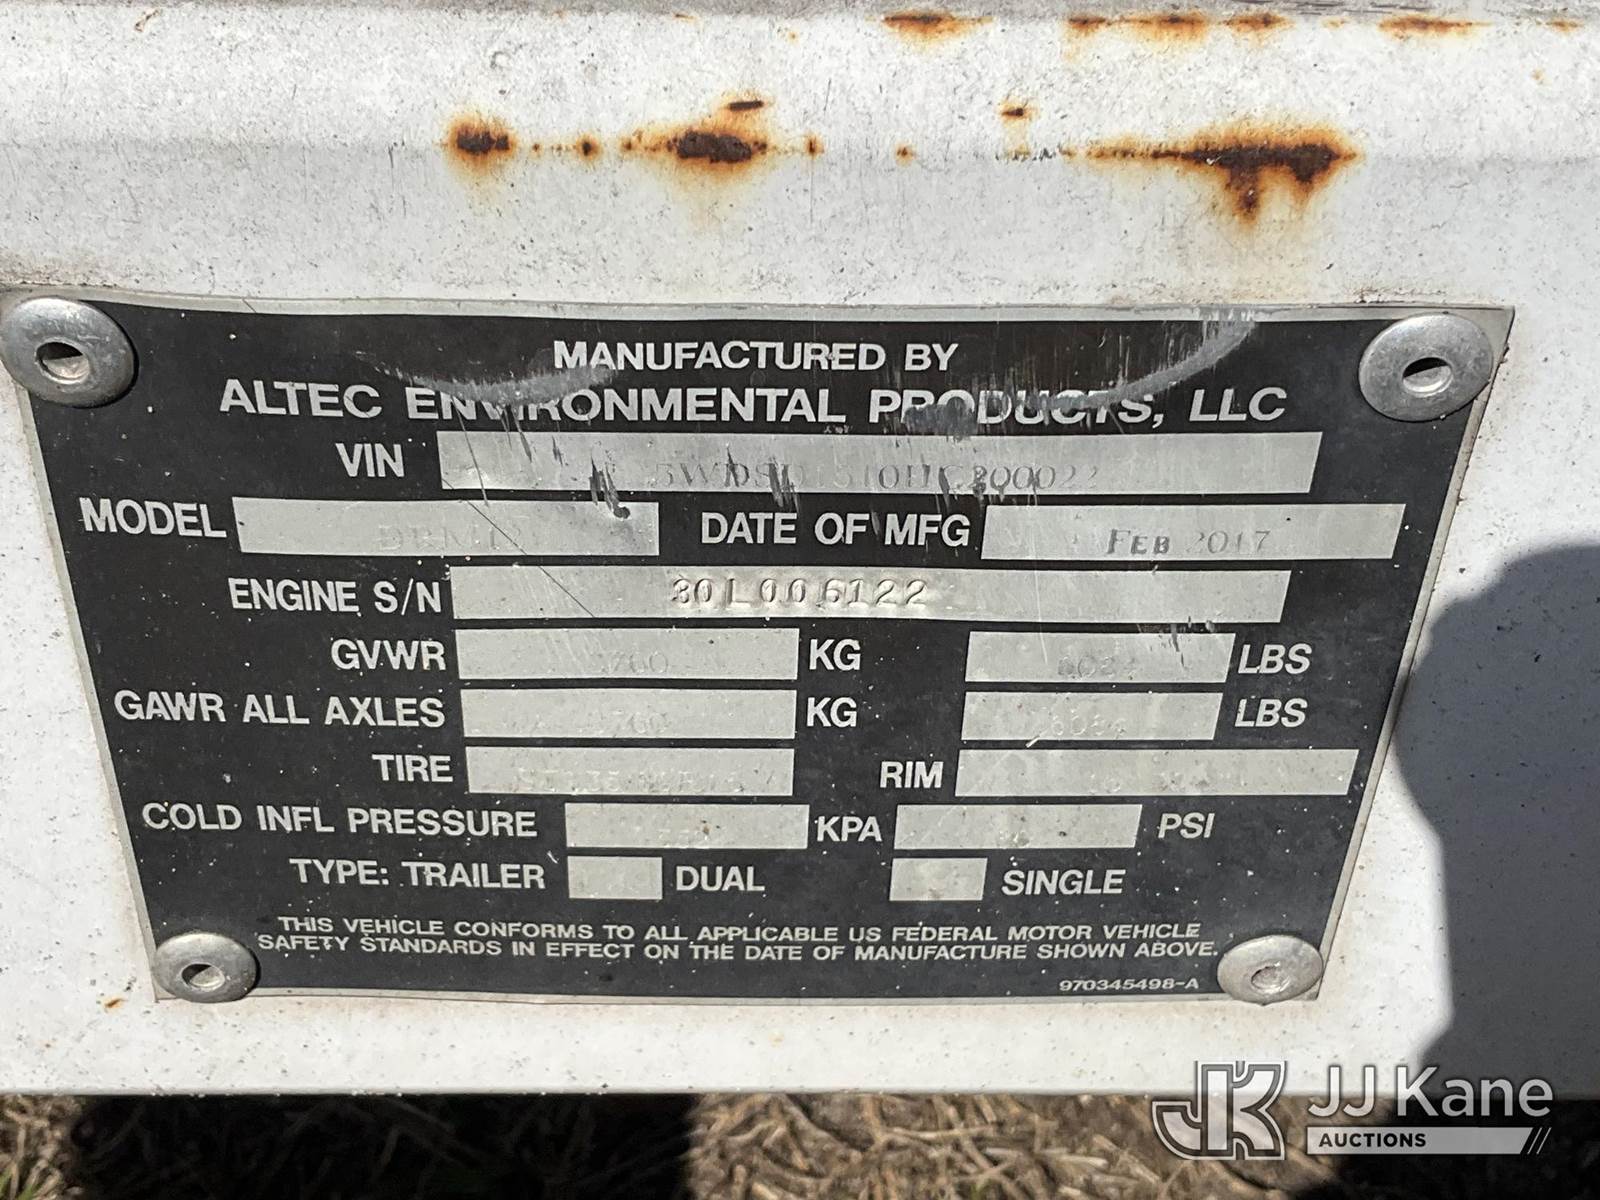 MANUFACTURED BY
ALTEC ENVIRONMENTAL PRODUCTS, LLC
VIN
MODEL DATE OF MFG FEB 2017
ENGINE S/N 30L006122
GVWR KG LBS
GAWR ALL AXLES KG LBS
TIRE RIM
COLD INFL PRESSURE KPA PSI
TYPE: TRAILER DUAL SINGLE
THIS VEHICLE CONFORMS TO ALL APPLICABLE US FEDERAL MOTOR VEHICLE
SAFETY STANDARDS IN EFFECT ON THE DATE OF MANUFACTURE SHOWN ABOVE.
970345498-A
JK JJ Kane
AUCTIONS